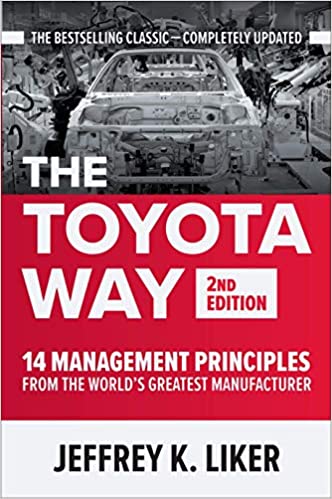 THE BESTSELLING CLASSIC—COMPLETELY UPDATED
THE
TOYOTA
WAY
2ND
EDITION
14 MANAGEMENT PRINCIPLES
FROM THE WORLD'S GREATEST MANUFACTURER
JEFFREY K. LIKER